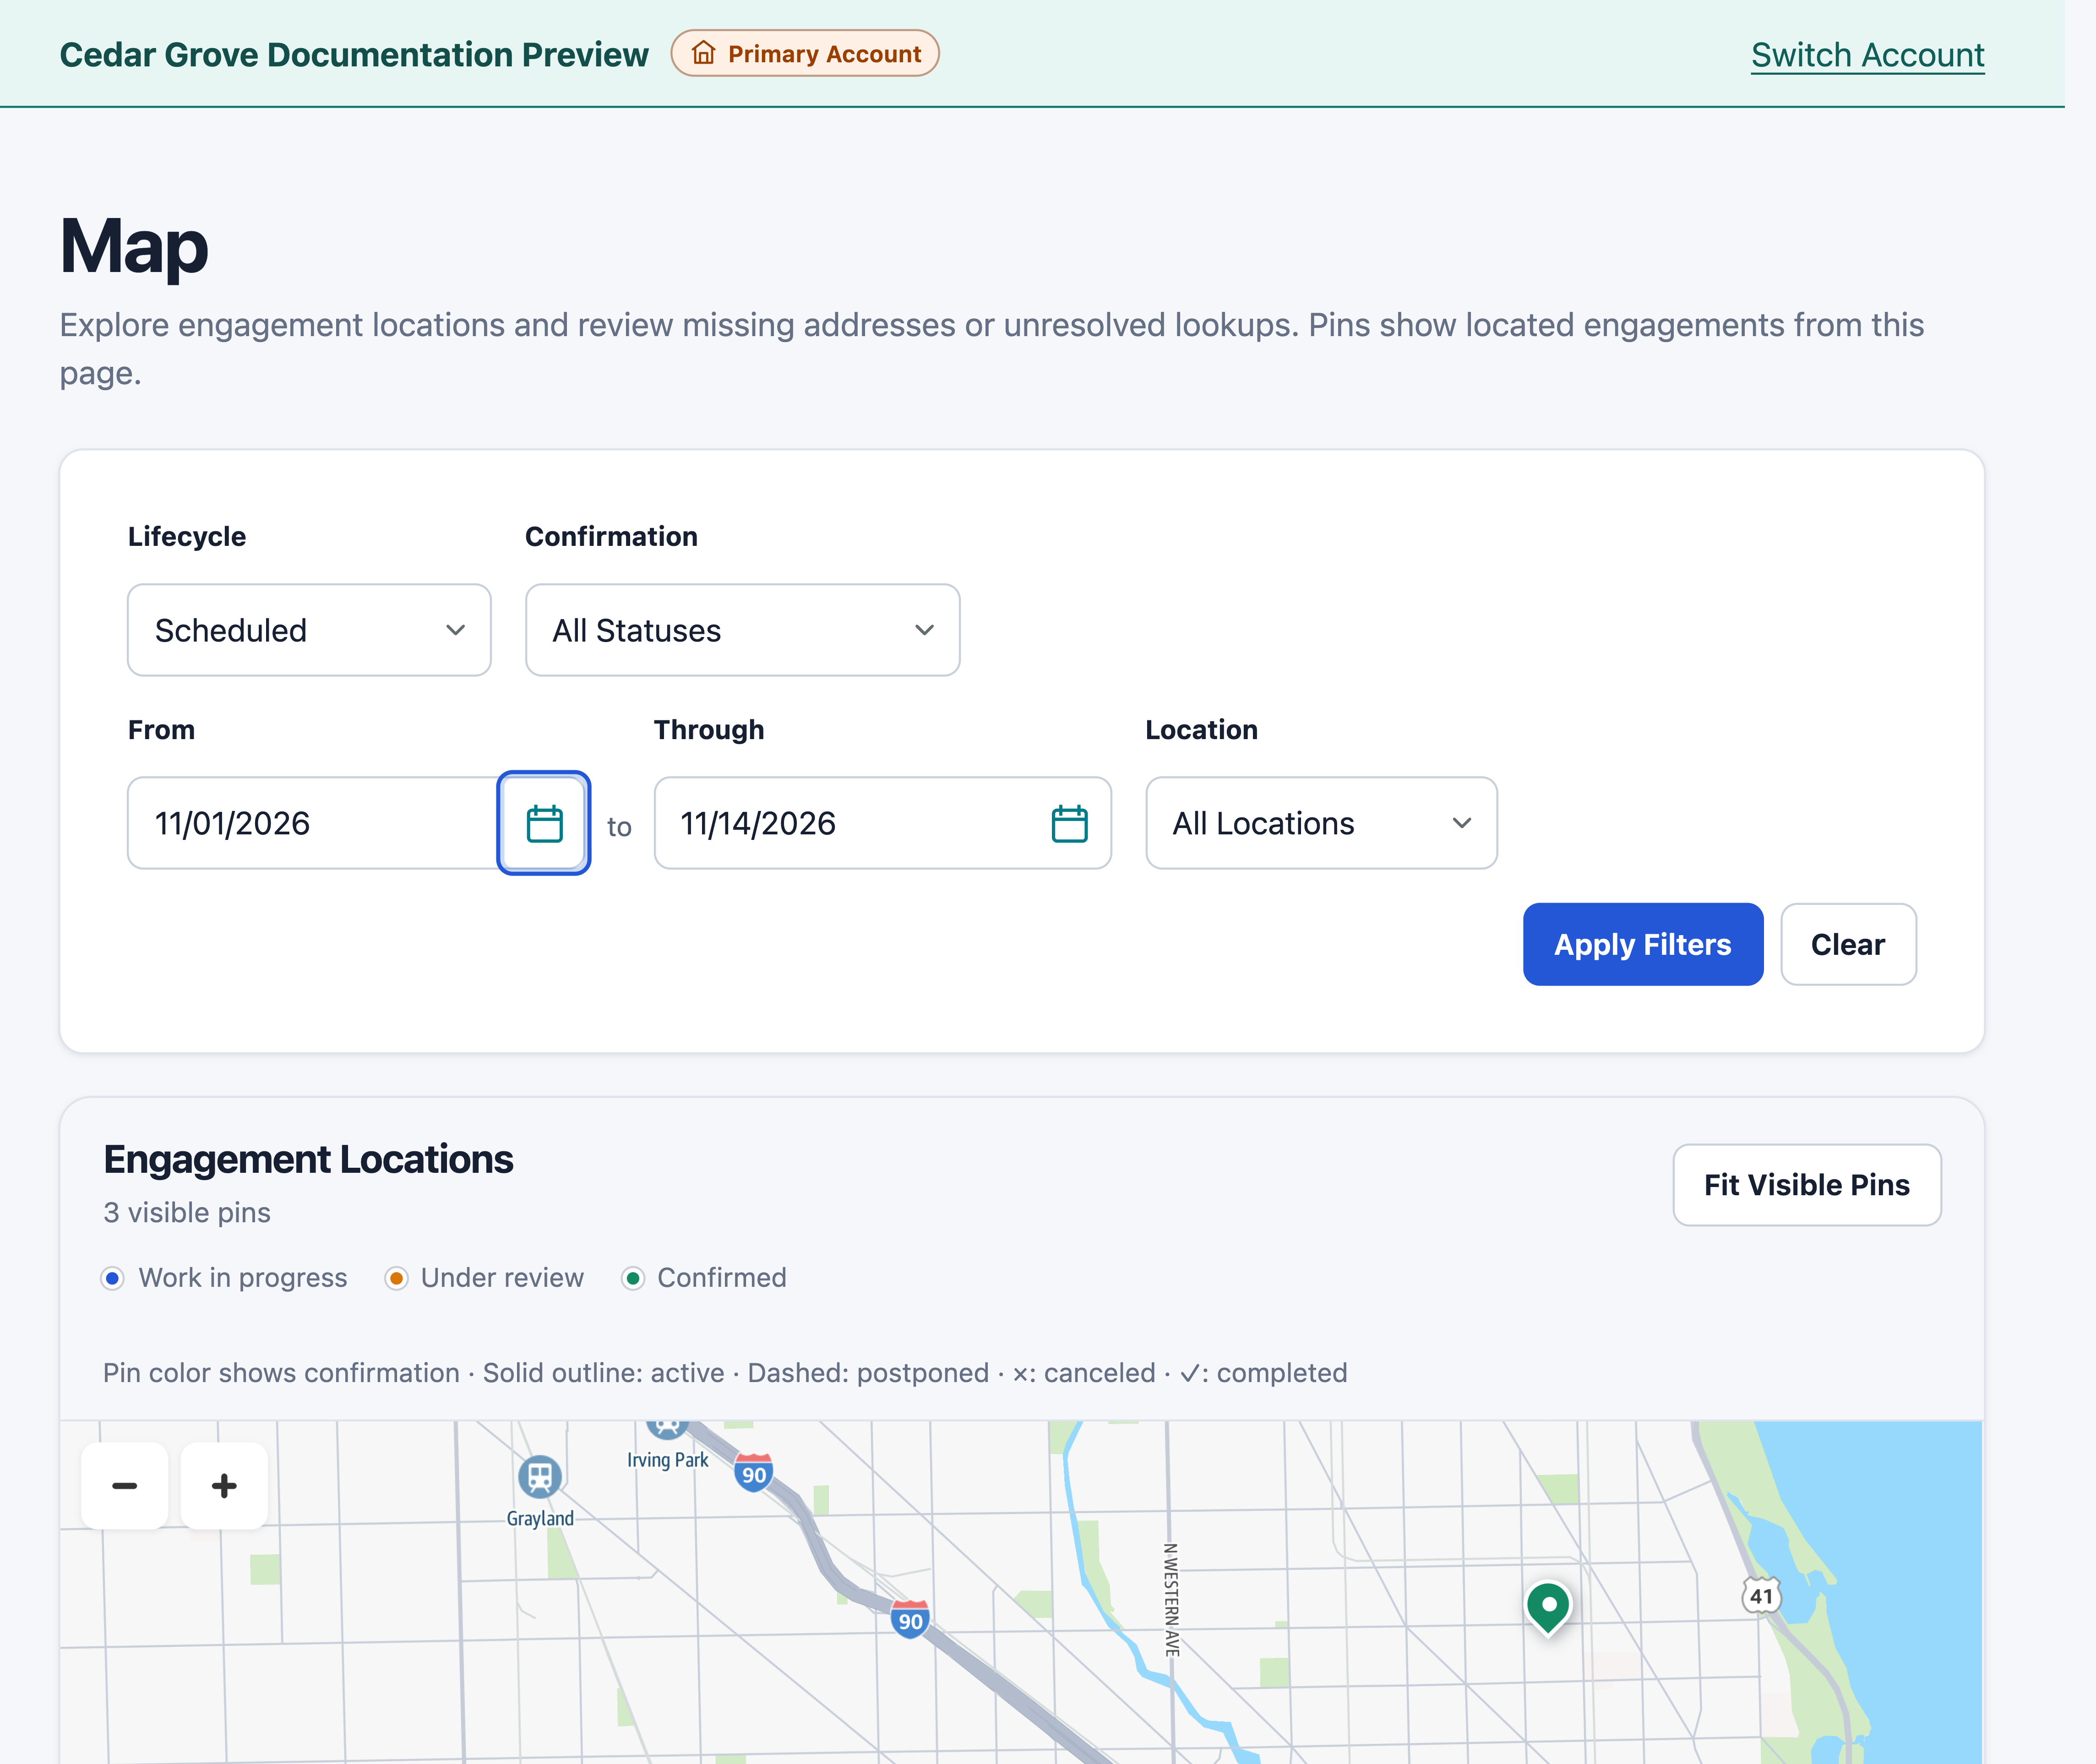 Cedar Grove Documentation Preview
Primary Account
Switch Account
Map
Explore engagement locations and review missing addresses or unresolved lookups. Pins show located engagements from this
page.
Lifecycle
Confirmation
Scheduled
All Statuses
From
Through
Location
11/01/2026
to
11/14/2026
All Locations
Apply Filters
Clear
Engagement Locations
Fit Visible Pins
3 visible pins
Work in progress
Under review
Confirmed
Pin color shows confirmation · Solid outline: active · Dashed: postponed · ×: canceled · ✓: completed
Irving Park
90
Grayland
N WESTERN AVE
41
90